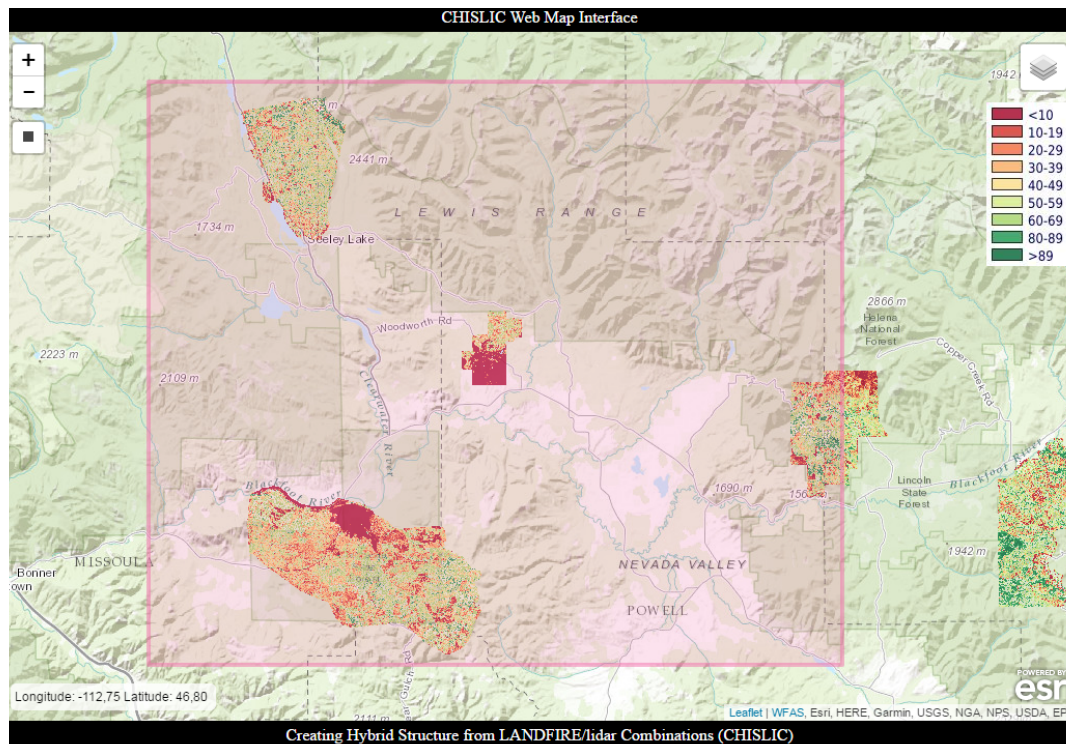 CHISLIC Web Map Interface
+
−
1942 m
<10
10-19
20-29
30-39
40-49
50-59
60-69
80-89
>89
2441 m
LEWIS RANGE
1734 m
Seeley Lake
2866 m
Helena
National
Forest
Woodworth Rd
Copper Creek Rd
2223 m
2109 m
Clearwater River
Blackfoot River
1690 m
Lincoln
State
Forest
Blackfoot River
1942 m
MISSOULA
NEVADA VALLEY
Bonner
POWELL
2111 m
POWERED BY
esri
Longitude: -112,75 Latitude: 46,80
Leaflet | WFAS, Esri, HERE, Garmin, USGS, NGA, NPS, USDA, EP
Creating Hybrid Structure from LANDFIRE/lidar Combinations (CHISLIC)